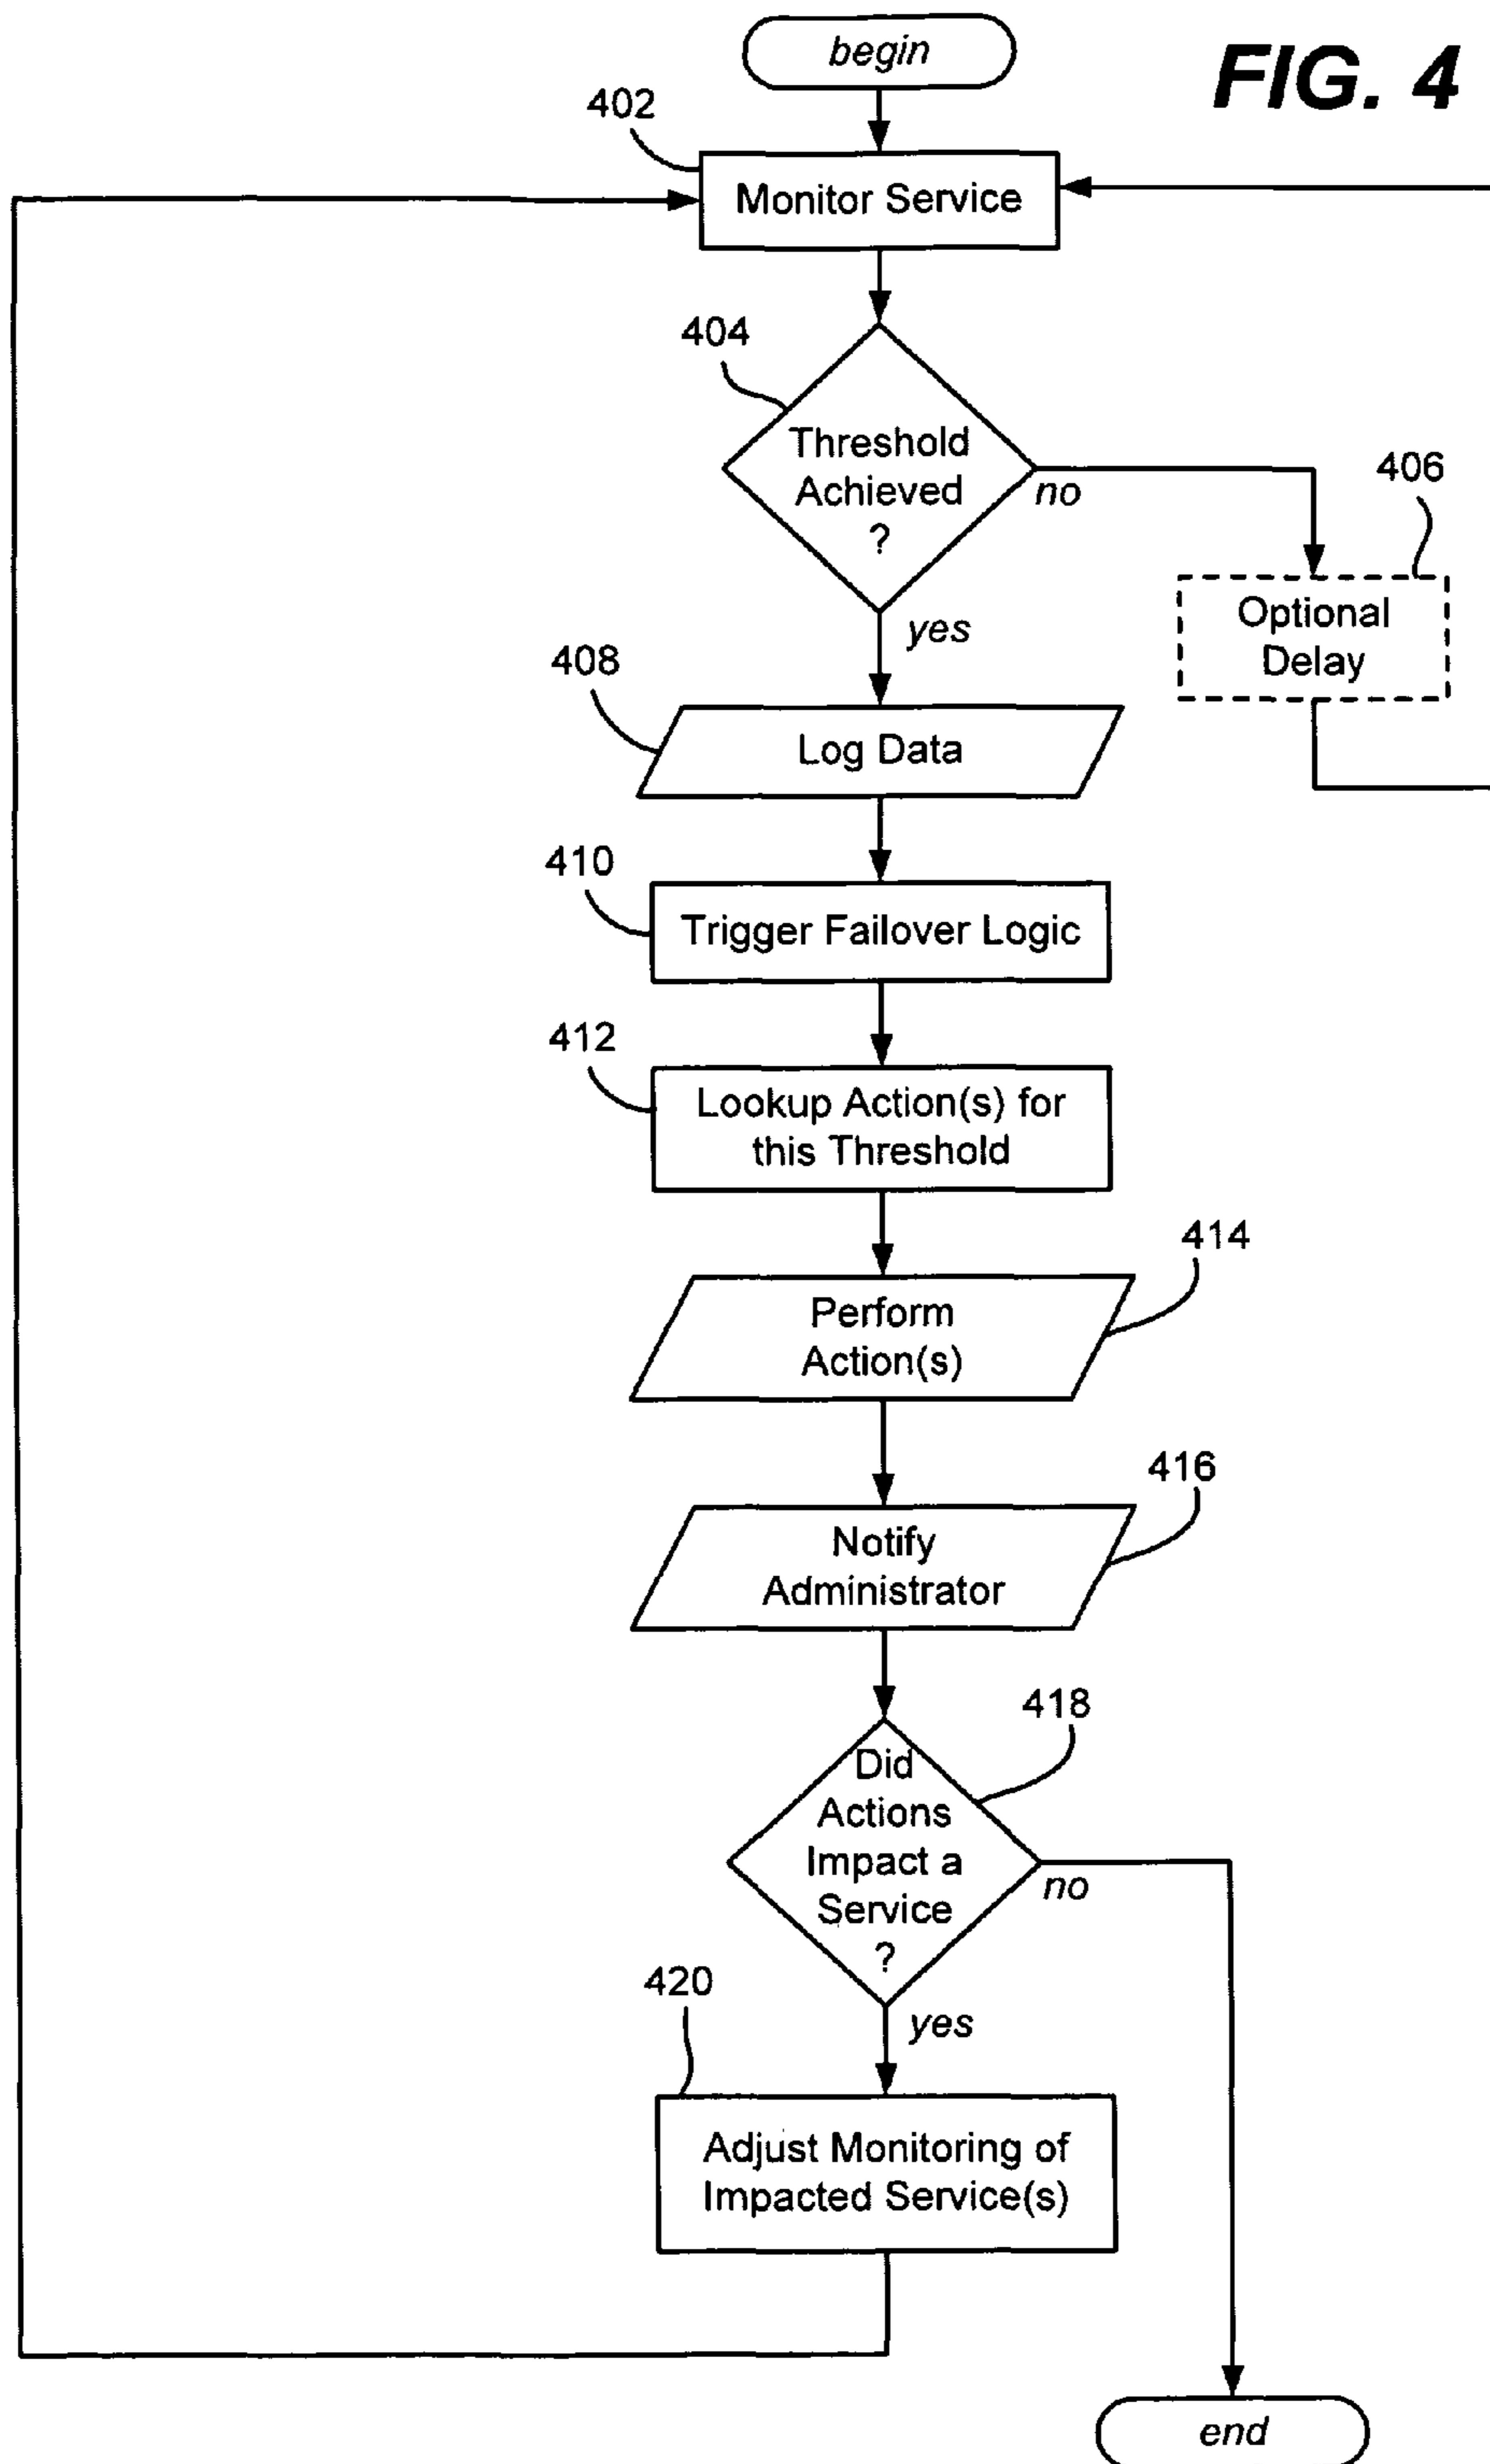 begin
FIG. 4
402
Monitor Service
404
Threshold
Achieved
?
no
406
Optional
Delay
yes
408
Log Data
410
Trigger Failover Logic
412
Lookup Action(s) for
this Threshold
414
Perform
Action(s)
416
Notify
Administrator
418
Did
Actions
Impact a
Service
?
no
420
yes
Adjust Monitoring of
Impacted Service(s)
end